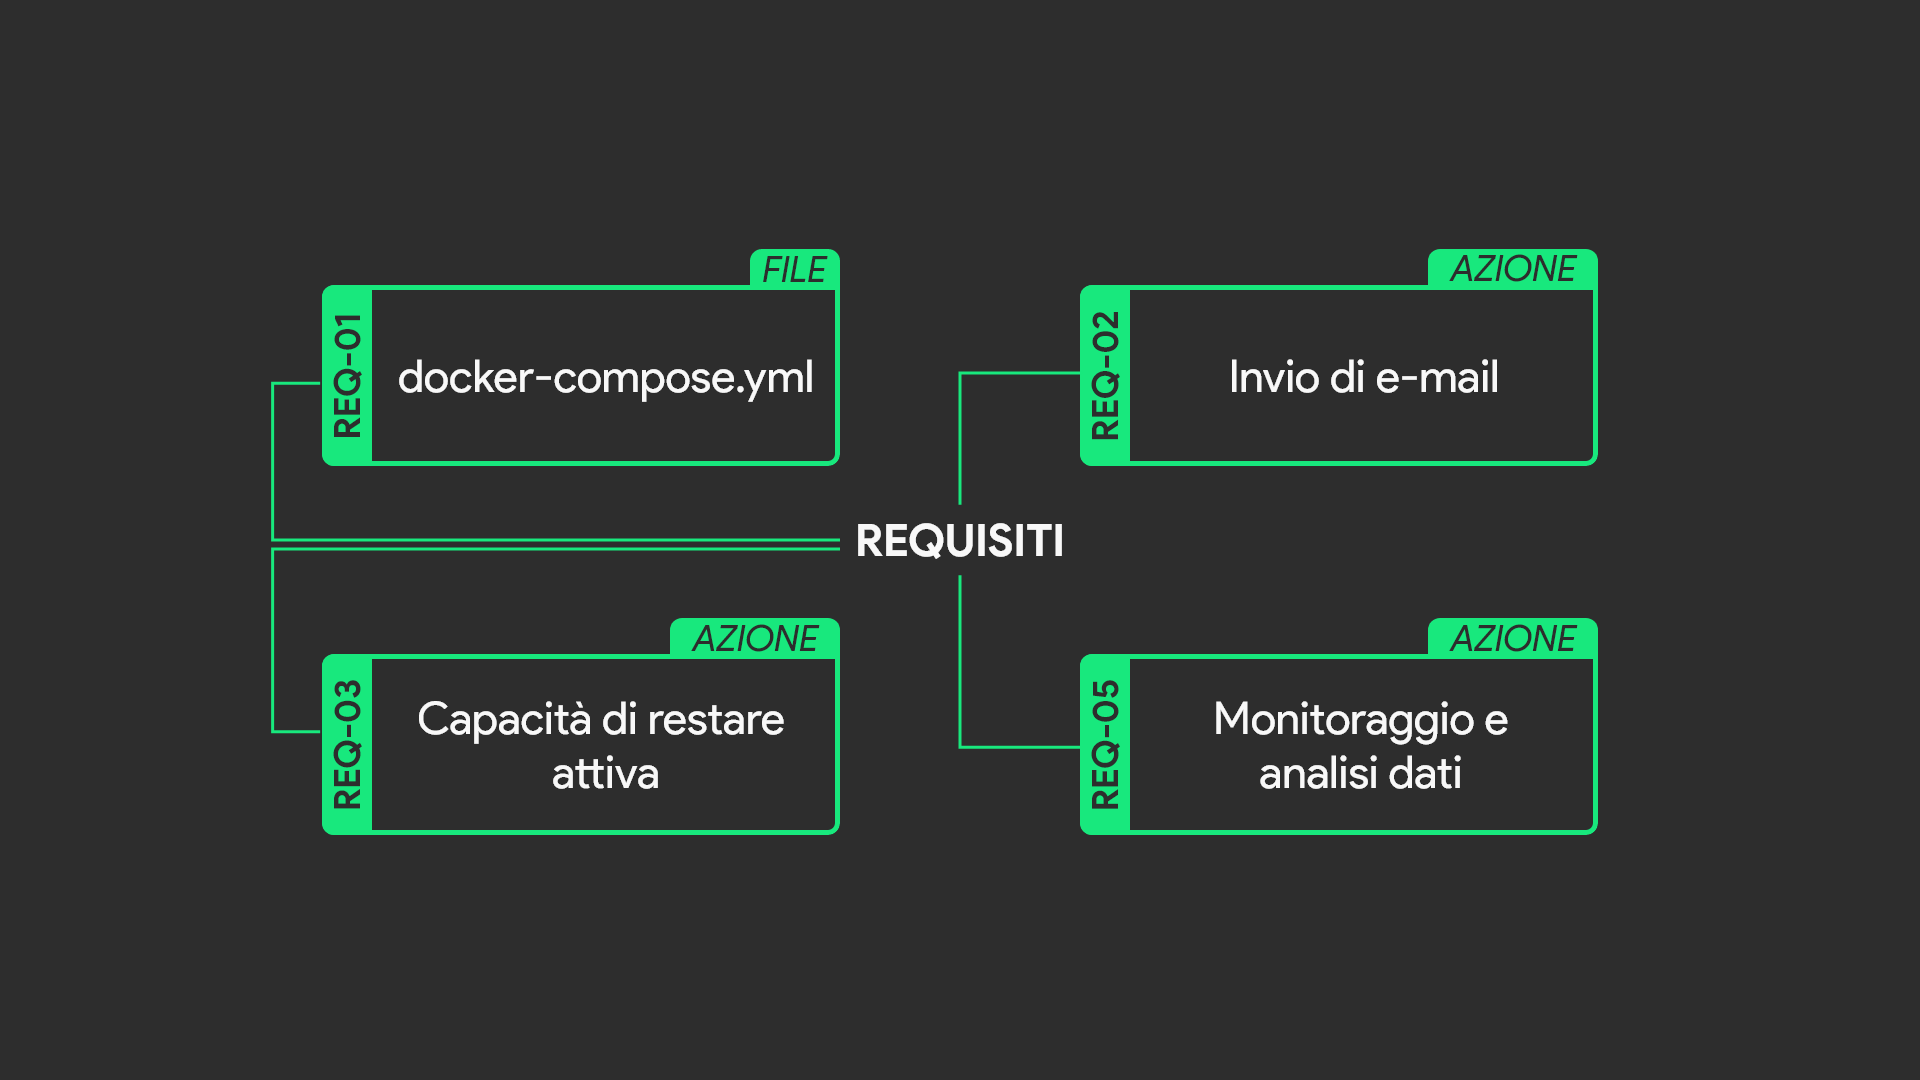 FILE
REQ-01
docker-compose.yml
AZIONE
REQ-02
Invio di e-mail
REQUISITI
AZIONE
REQ-03
Capacità di restare
attiva
AZIONE
REQ-05
Monitoraggio e
analisi dati